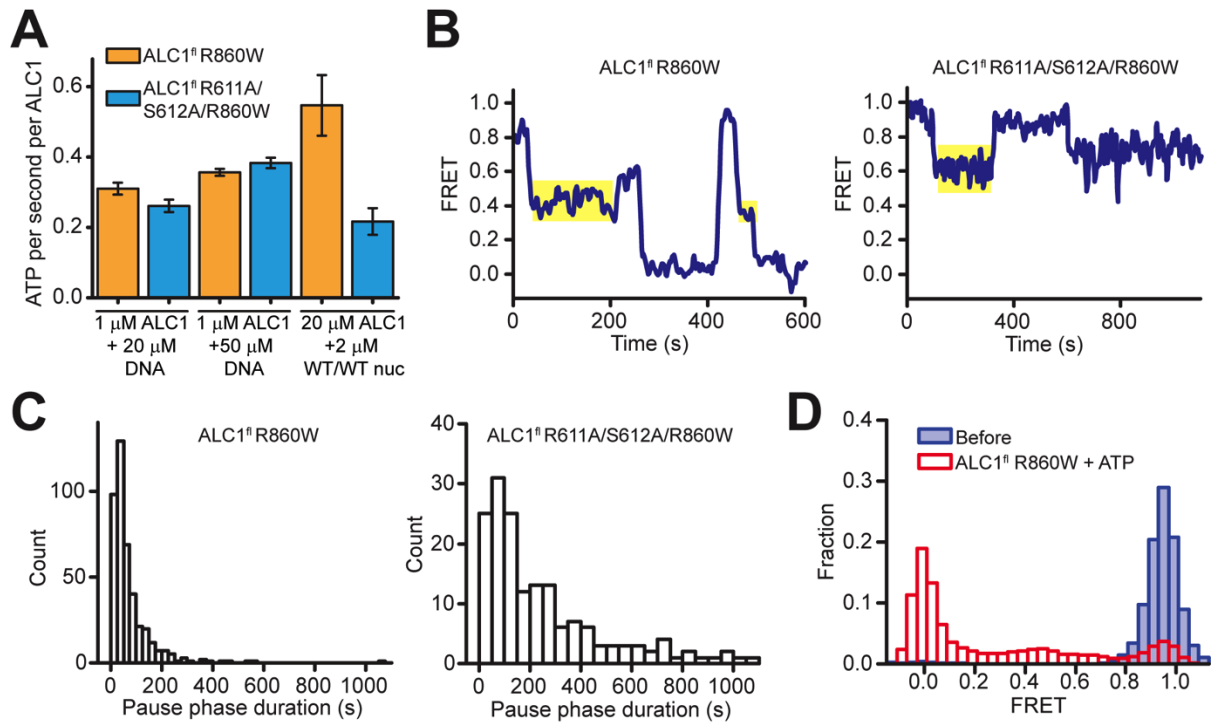 A
ALC1ᶠˡ R860W
ALC1ᶠˡ R611A/
S612A/R860W
ATP per second per ALC1
0.6
0.4
0.2
0.0
1 μM ALC1
+ 20 μM
DNA
1 μM ALC1
+50 μM
DNA
20 μM ALC1
+2 μM
WT/WT nuc
B
ALC1ᶠˡ R860W
FRET
1.0
0.8
0.6
0.4
0.2
0.0
0 200 400 600
Time (s)
ALC1ᶠˡ R611A/S612A/R860W
FRET
1.0
0.8
0.6
0.4
0.2
0.0
0 400 800
Time (s)
C
ALC1ᶠˡ R860W
Count
100
50
0
0 200 400 600 800 1000
Pause phase duration (s)
ALC1ᶠˡ R611A/S612A/R860W
Count
40
30
20
10
0
0 200 400 600 800 1000
Pause phase duration (s)
D
Before
ALC1ᶠˡ R860W + ATP
Fraction
0.4
0.3
0.2
0.1
0.0
0.0 0.2 0.4 0.6 0.8 1.0
FRET